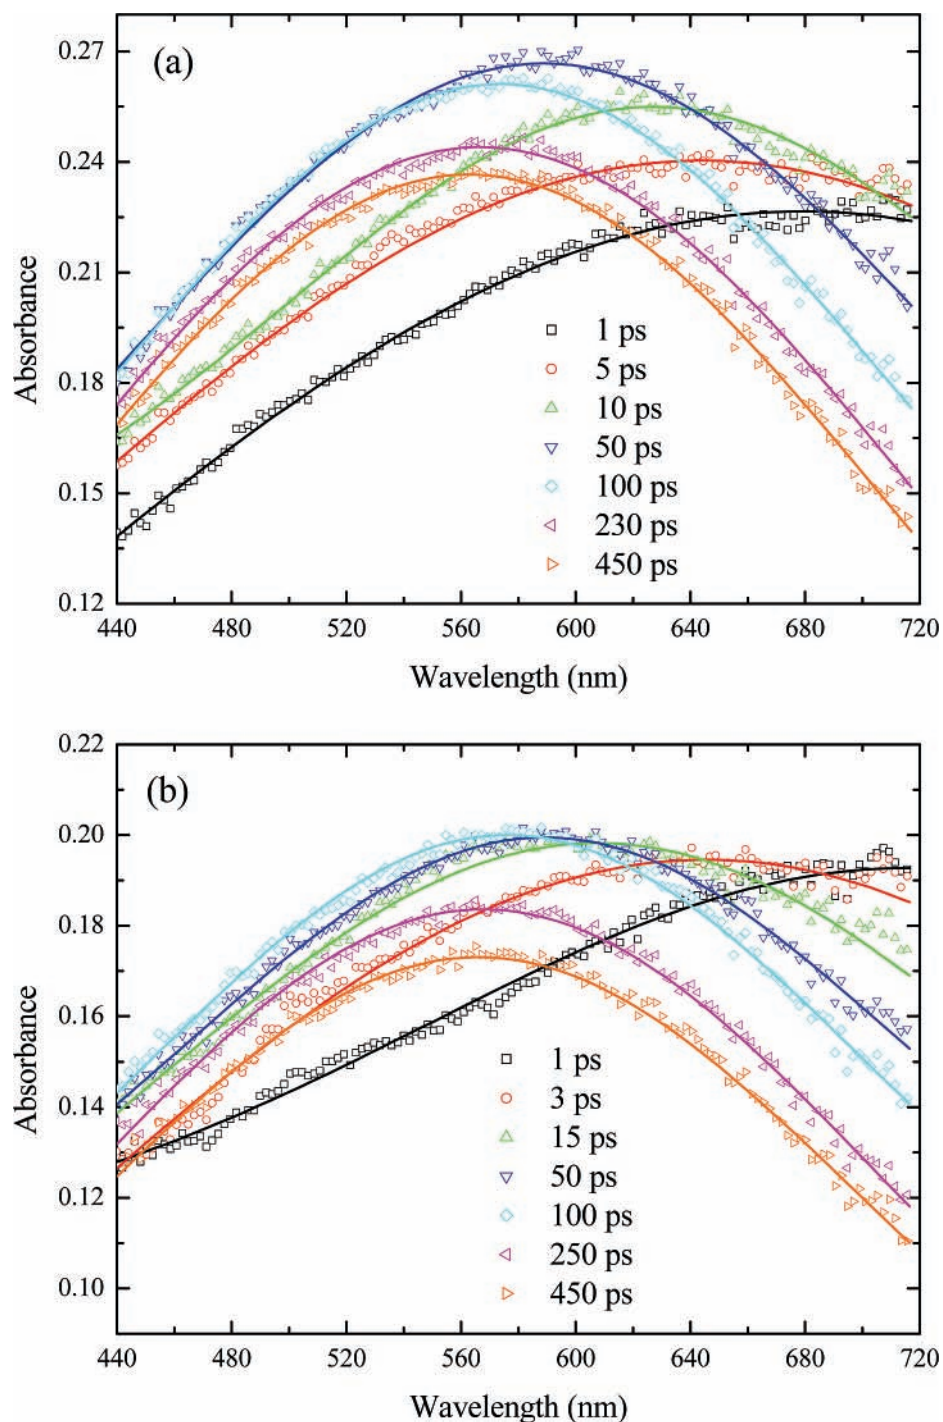 (a)
0.27
0.24
0.21
0.18
0.15
0.12
Absorbance
1 ps
5 ps
10 ps
50 ps
100 ps
230 ps
450 ps
440 480 520 560 600 640 680 720
Wavelength (nm)
(b)
0.22
0.20
0.18
0.16
0.14
0.12
0.10
Absorbance
1 ps
3 ps
15 ps
50 ps
100 ps
250 ps
450 ps
440 480 520 560 600 640 680 720
Wavelength (nm)